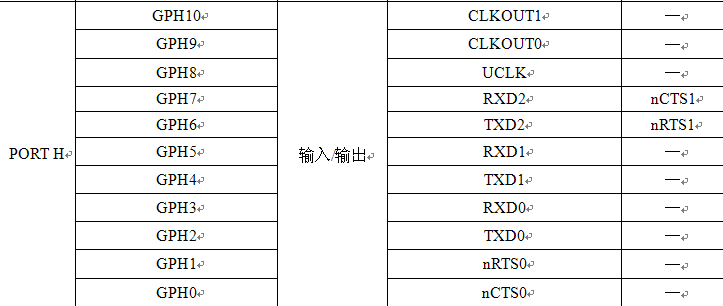 GPH10 CLKOUT1 —
GPH9 CLKOUT0 —
GPH8 UCLK —
GPH7 RXD2 nCTS1
GPH6 TXD2 nRTS1
PORT H GPH5 输入/输出 RXD1 —
GPH4 TXD1 —
GPH3 RXD0 —
GPH2 TXD0 —
GPH1 nRTS0 —
GPH0 nCTS0 —